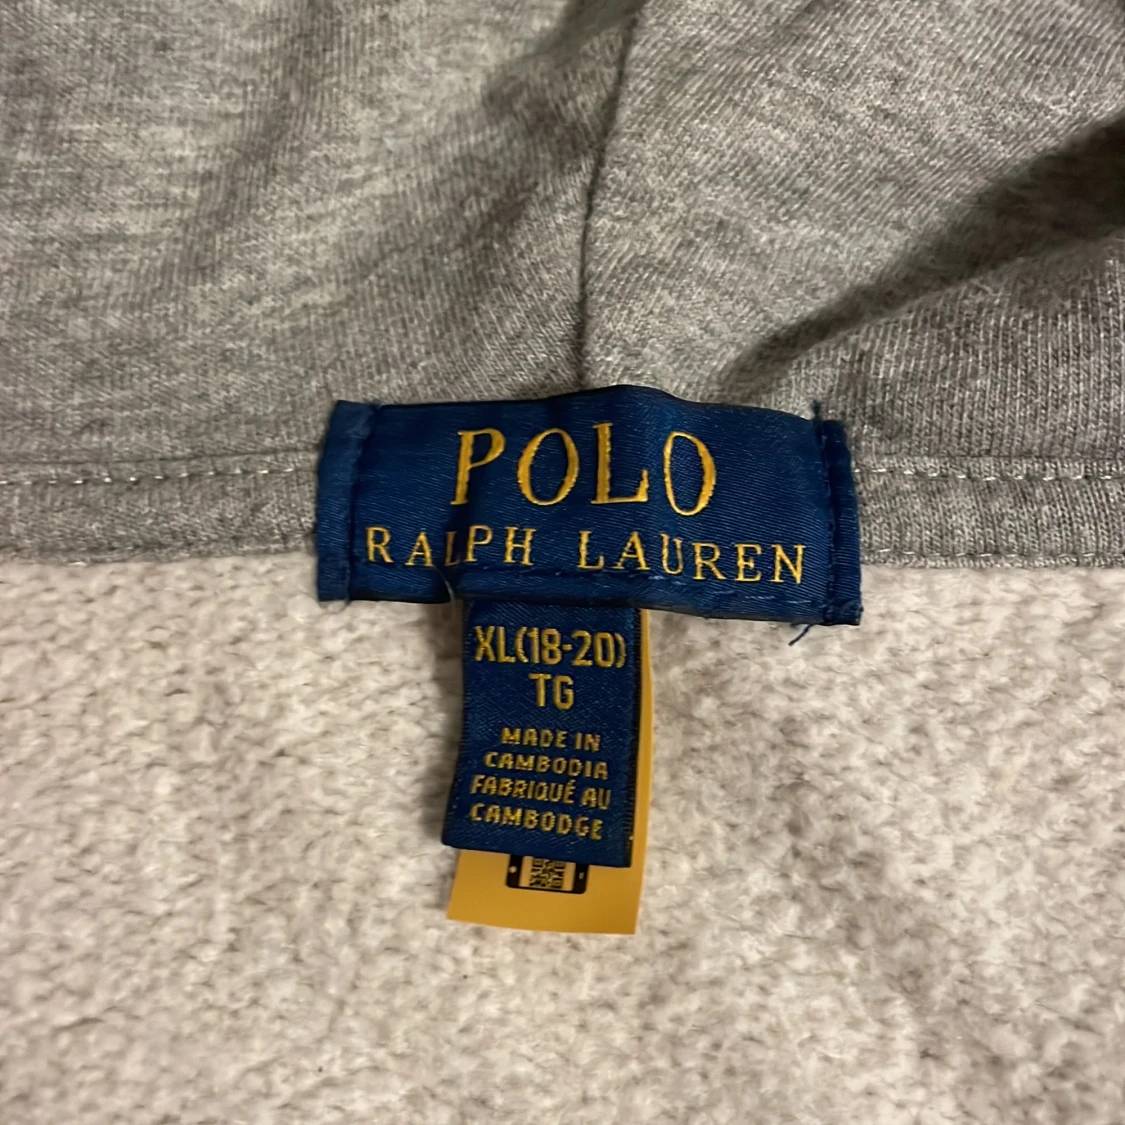 POLO
RALPH LAUREN
XL(18-20)
TG
MADE IN
CAMBODIA
FABRIQUÉ AU
CAMBODGE